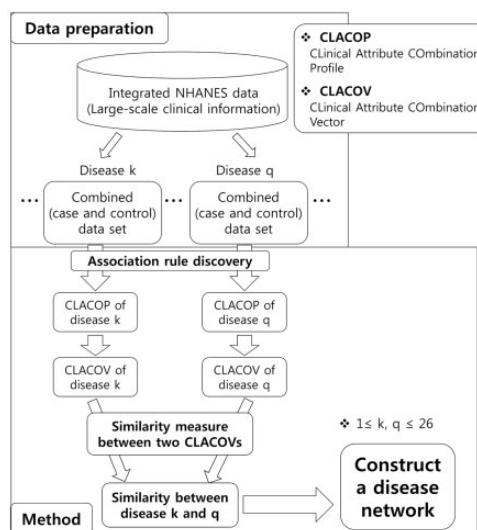 Data preparation
❖ CLACOP
CLinical Attribute COmbination
Profile
❖ CLACOV
CLinical Attribute COmbination
Vector
Integrated NHANES data
(Large-scale clinical information)
Disease k
Disease q
... Combined ... Combined ...
(case and control) (case and control)
data set data set
Association rule discovery
CLACOP of
disease k
CLACOP of
disease q
CLACOV of
disease k
CLACOV of
disease q
Similarity measure
between two CLACOVs
❖ 1≤ k, q ≤ 26
Similarity between
disease k and q
Construct
a disease
network
Method